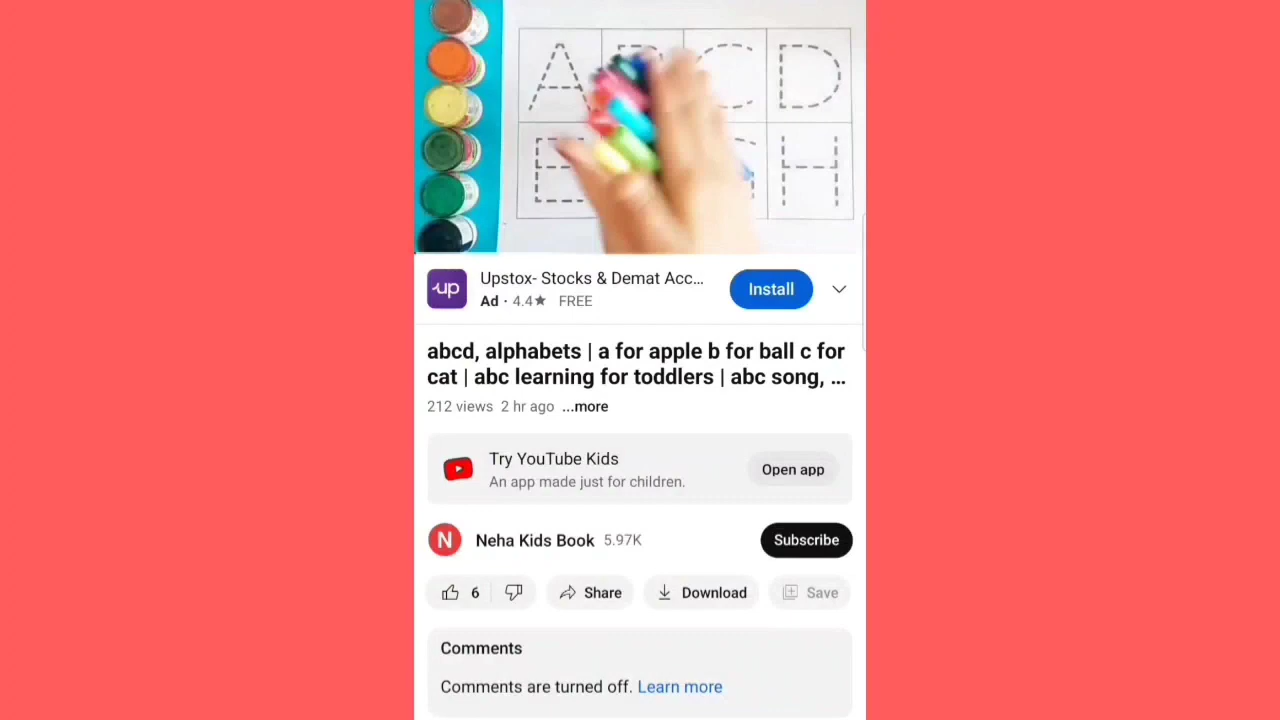 A B C D
E H
up
Upstox- Stocks & Demat Acc...
Install
Ad · 4.4★ FREE
abcd, alphabets | a for apple b for ball c for
cat | abc learning for toddlers | abc song, ...
212 views 2 hr ago ...more
Try YouTube Kids
An app made just for children.
Open app
N
Neha Kids Book 5.97K
Subscribe
6
Share
Download
Save
Comments
Comments are turned off. Learn more